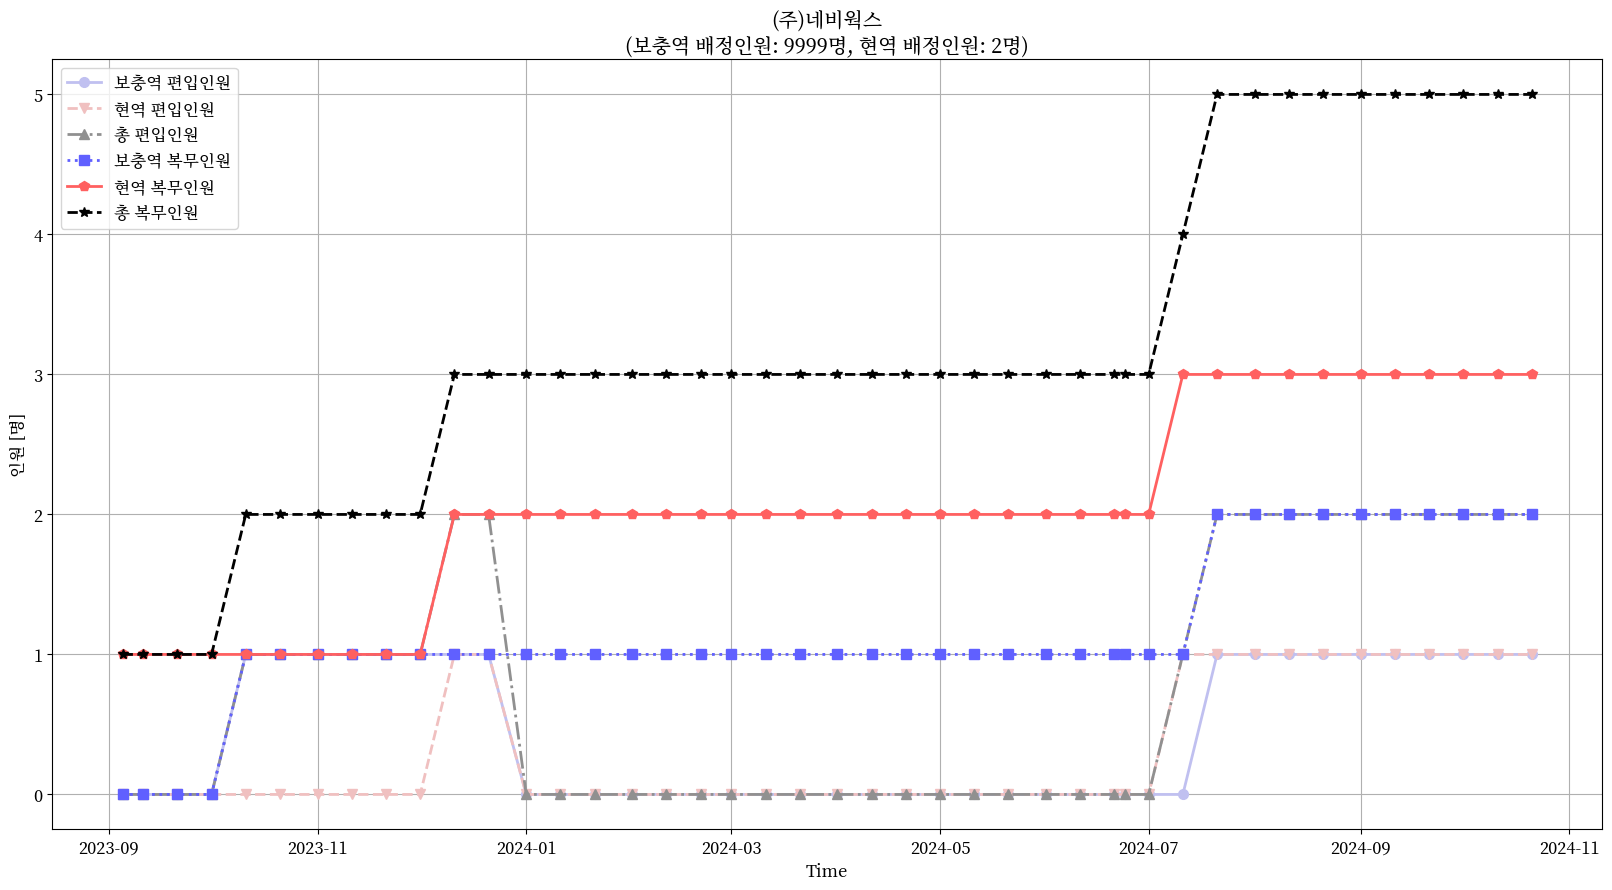 (주)네비웍스
(보충역 배정인원: 9999명, 현역 배정인원: 2명)
보충역 편입인원
현역 편입인원
총 편입인원
보충역 복무인원
현역 복무인원
총 복무인원
5
4
3
2
1
0
인원 [명]
2023-09 2023-11 2024-01 2024-03 2024-05 2024-07 2024-09 2024-11
Time